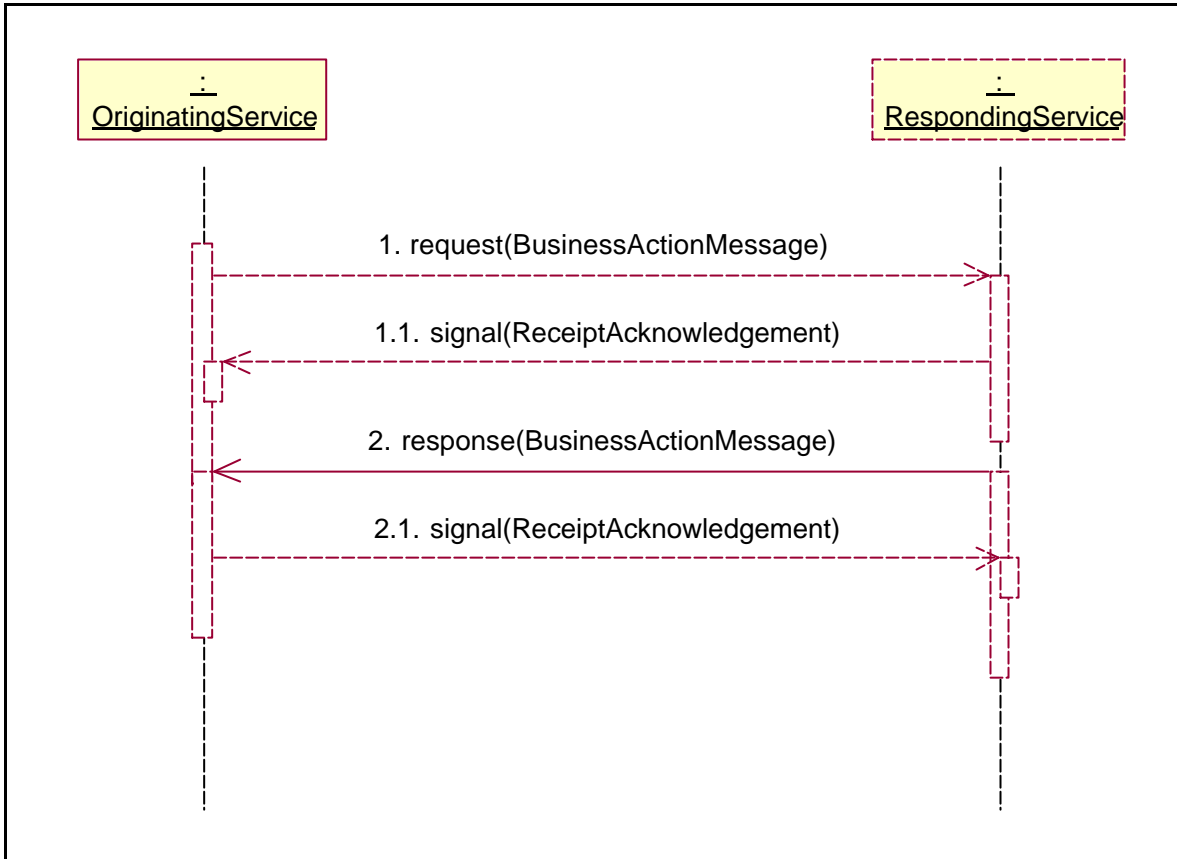 :
OriginatingService
:
RespondingService
1. request(BusinessActionMessage)
1.1. signal(ReceiptAcknowledgement)
2. response(BusinessActionMessage)
2.1. signal(ReceiptAcknowledgement)